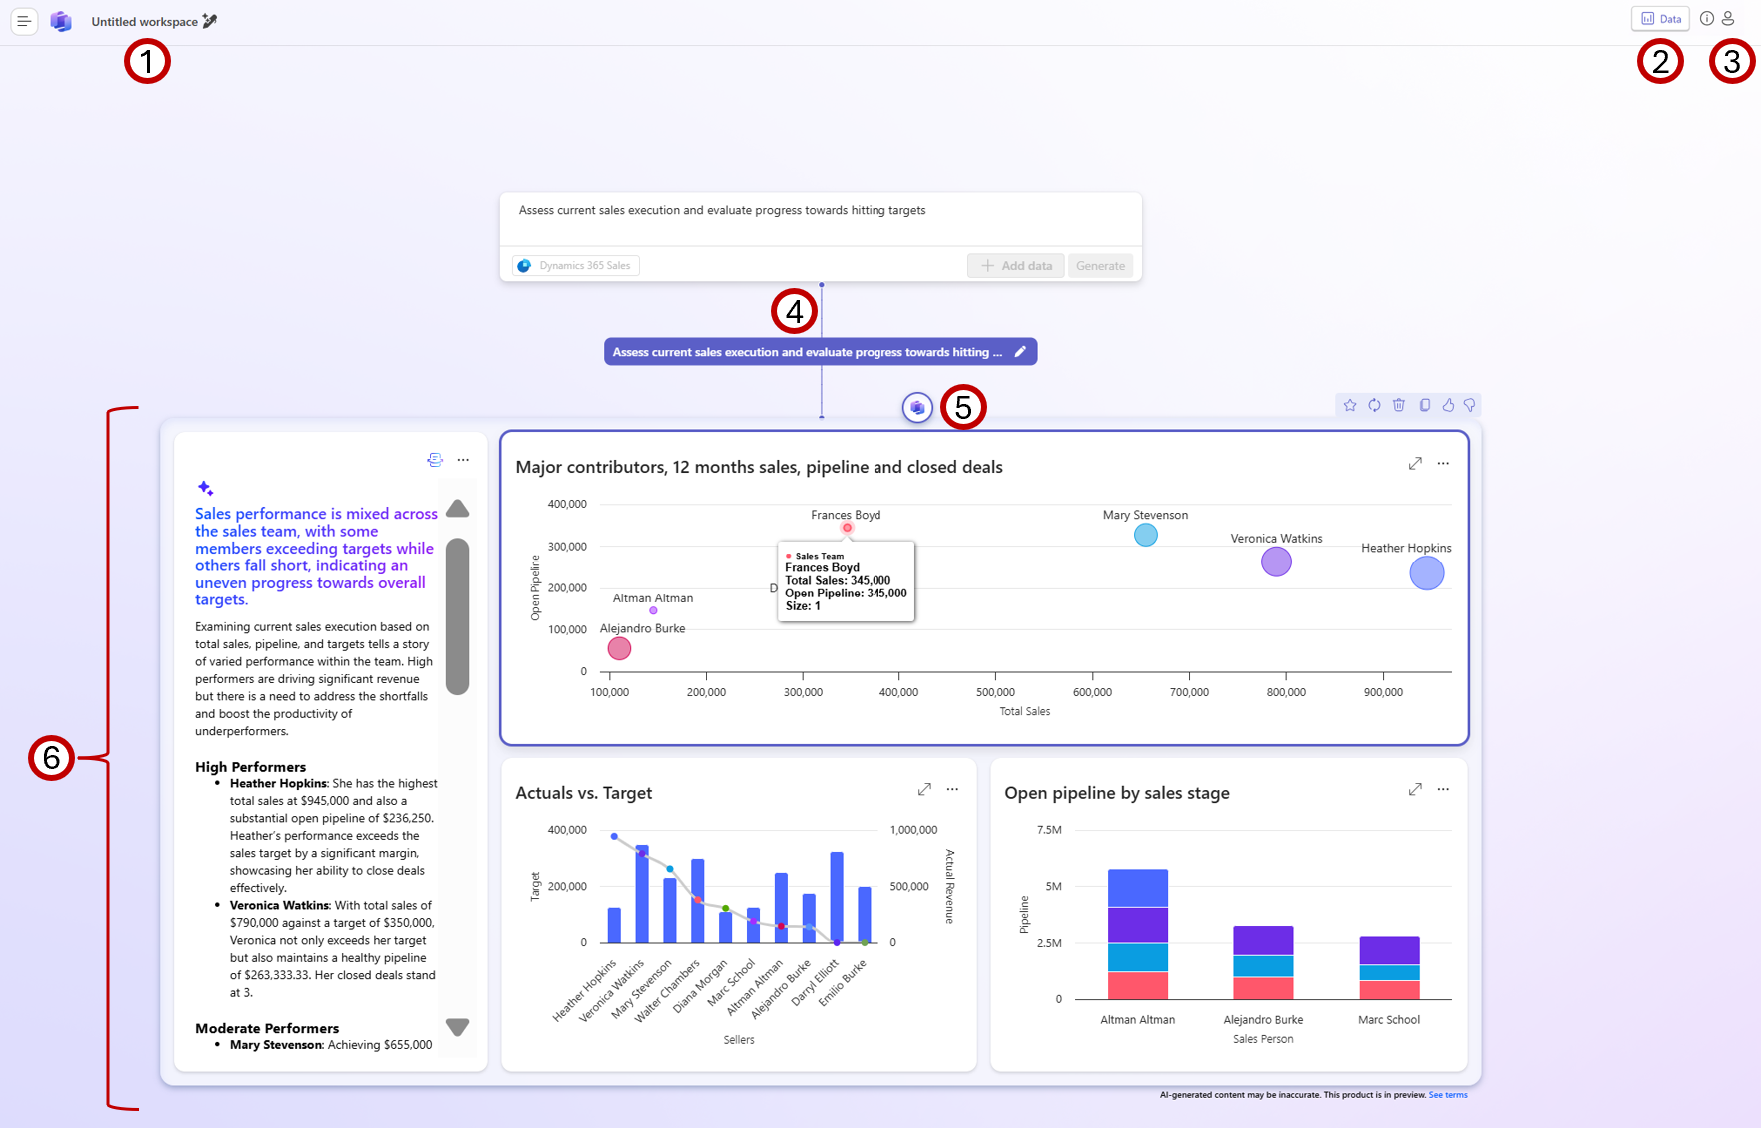 Untitled workspace
Data
1
2
3
Assess current sales execution and evaluate progress towards hitting targets
Dynamics 365 Sales
Add data
Generate
4
Assess current sales execution and evaluate progress towards hitting ...
5
6
Sales performance is mixed across
the sales team, with some
members exceeding targets while
others fall short, indicating an
uneven progress towards overall
targets.
Examining current sales execution based on
total sales, pipeline, and targets tells a story
of varied performance within the team. High
performers are driving significant revenue
but there is a need to address the shortfalls
and boost the productivity of
underperformers.
High Performers
• Heather Hopkins: She has the highest
total sales at $945,000 and also a
substantial open pipeline of $236,250.
Heather's performance exceeds the
sales target by a significant margin,
showcasing her ability to close deals
effectively.
• Veronica Watkins: With total sales of
$790,000 against a target of $350,000,
Veronica not only exceeds her target
but also maintains a healthy pipeline
of $263,333.33. Her closed deals stand
at 3.
Moderate Performers
• Mary Stevenson: Achieving $655,000
Major contributors, 12 months sales, pipeline and closed deals
Open Pipeline
400,000
300,000
200,000
100,000
0
Frances Boyd
Mary Stevenson
Veronica Watkins
Heather Hopkins
Altman Altman
Alejandro Burke
D
Sales Team
Frances Boyd
Total Sales: 345,000
Open Pipeline: 345,000
Size: 1
100,000
200,000
300,000
400,000
500,000
600,000
700,000
800,000
900,000
Total Sales
Actuals vs. Target
Target
400,000
200,000
0
1,000,000
500,000
0
Actual Revenue
Heather Hopkins
Veronica Watkins
Mary Stevenson
Walter Chambers
Diana Morgan
Marc School
Altman Altman
Alejandro Burke
Darryl Elliott
Emilio Burke
Sellers
Open pipeline by sales stage
Pipeline
7.5M
5M
2.5M
0
Altman Altman
Alejandro Burke
Marc School
Sales Person
AI-generated content may be inaccurate. This product is in preview. See terms